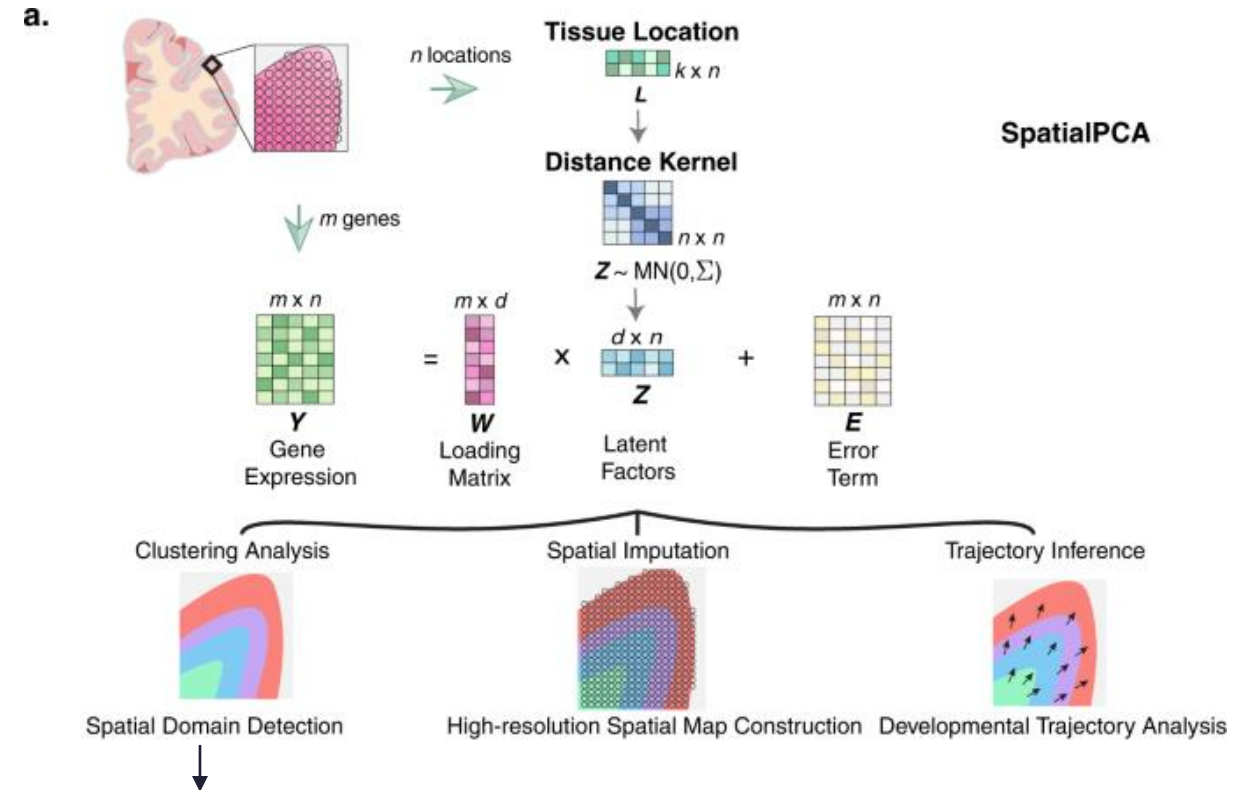 a.
n locations
Tissue Location
k x n
L
SpatialPCA
Distance Kernel
m genes
n x n
Z ~ MN(0,Σ)
m x n
m x d
d x n
m x n
=
x
+
Y
W
Z
E
Gene
Expression
Loading
Matrix
Latent
Factors
Error
Term
Clustering Analysis
Spatial Imputation
Trajectory Inference
Spatial Domain Detection
High-resolution Spatial Map Construction
Developmental Trajectory Analysis